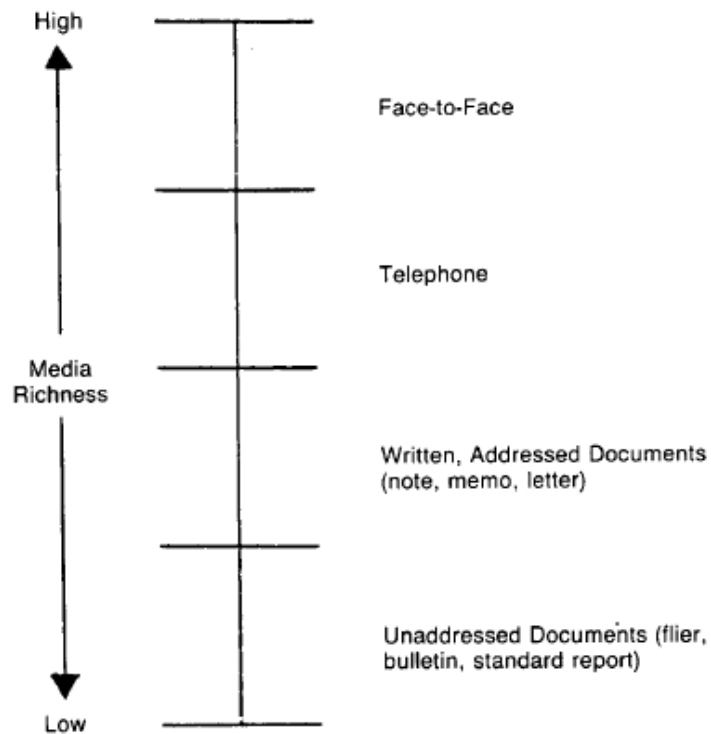 High
Face-to-Face
Telephone
Media
Richness
Written, Addressed Documents
(note, memo, letter)
Unaddressed Documents (flier,
bulletin, standard report)
Low